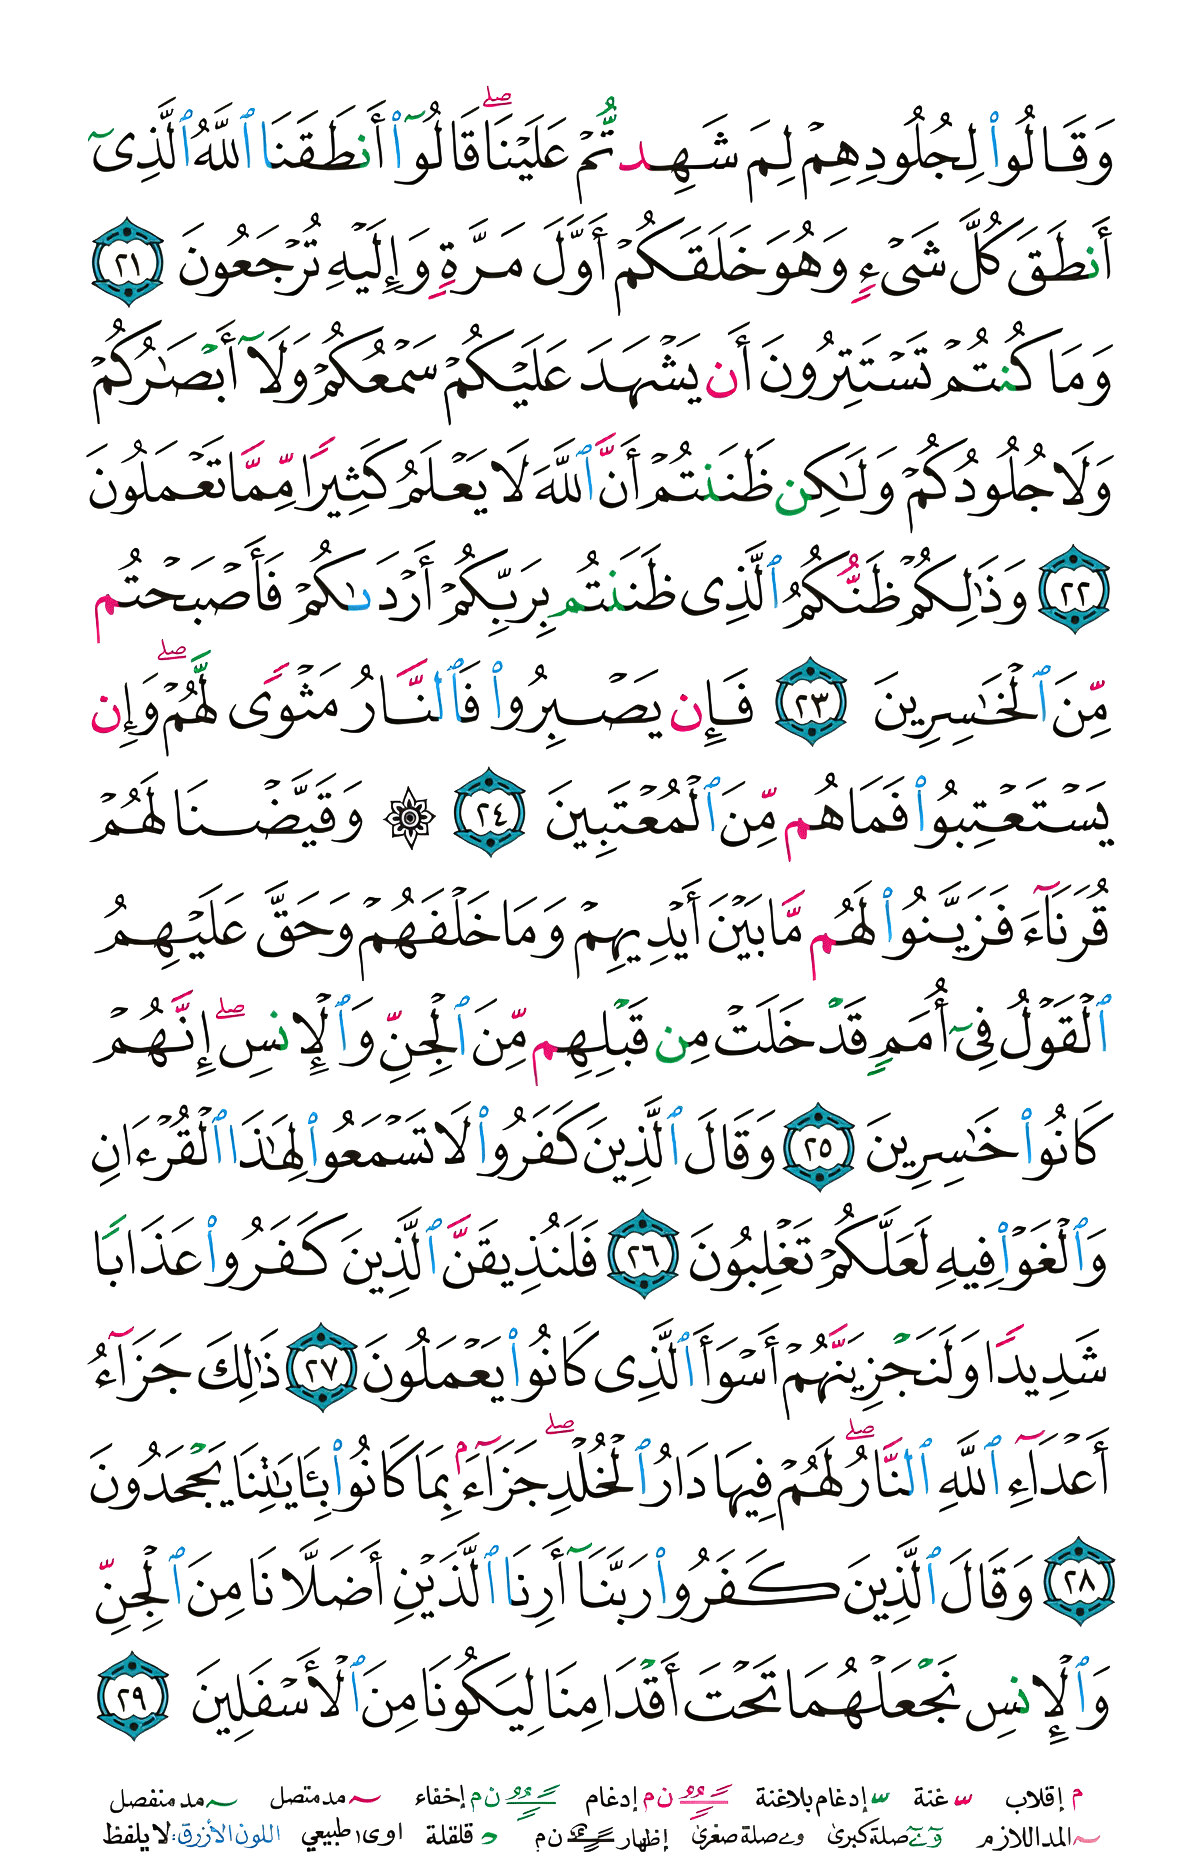 وَقَالُوا۟ لِجُلُودِهِمْ لِمَ شَهِدتُّمْ عَلَيْنَا ۖ قَالُوٓا۟ أَنطَقَنَا ٱللَّهُ ٱلَّذِىٓ
أَنطَقَ كُلَّ شَىْءٍ وَهُوَ خَلَقَكُمْ أَوَّلَ مَرَّةٍ وَإِلَيْهِ تُرْجَعُونَ ٢١
وَمَا كُنتُمْ تَسْتَتِرُونَ أَن يَشْهَدَ عَلَيْكُمْ سَمْعُكُمْ وَلَآ أَبْصَـٰرُكُمْ
وَلَا جُلُودُكُمْ وَلَـٰكِن ظَنَنتُمْ أَنَّ ٱللَّهَ لَا يَعْلَمُ كَثِيرًا مِّمَّا تَعْمَلُونَ
٢٢ وَذَٰلِكُمْ ظَنُّكُمُ ٱلَّذِى ظَنَنتُم بِرَبِّكُمْ أَرْدَىٰكُمْ فَأَصْبَحْتُم
مِّنَ ٱلْخَـٰسِرِينَ ٢٣ فَإِن يَصْبِرُوا۟ فَٱلنَّارُ مَثْوًى لَّهُمْ ۖ وَإِن
يَسْتَعْتِبُوا۟ فَمَا هُم مِّنَ ٱلْمُعْتَبِينَ ٢٤ ۞ وَقَيَّضْنَا لَهُمْ
قُرَنَآءَ فَزَيَّنُوا۟ لَهُم مَّا بَيْنَ أَيْدِيهِمْ وَمَا خَلْفَهُمْ وَحَقَّ عَلَيْهِمُ
ٱلْقَوْلُ فِىٓ أُمَمٍ قَدْ خَلَتْ مِن قَبْلِهِم مِّنَ ٱلْجِنِّ وَٱلْإِنسِ ۖ إِنَّهُمْ
كَانُوا۟ خَـٰسِرِينَ ٢٥ وَقَالَ ٱلَّذِينَ كَفَرُوا۟ لَا تَسْمَعُوا۟ لِهَـٰذَا ٱلْقُرْءَانِ
وَٱلْغَوْا۟ فِيهِ لَعَلَّكُمْ تَغْلِبُونَ ٢٦ فَلَنُذِيقَنَّ ٱلَّذِينَ كَفَرُوا۟ عَذَابًا
شَدِيدًا وَلَنَجْزِيَنَّهُمْ أَسْوَأَ ٱلَّذِى كَانُوا۟ يَعْمَلُونَ ٢٧ ذَٰلِكَ جَزَآءُ
أَعْدَآءِ ٱللَّهِ ٱلنَّارُ ۖ لَهُمْ فِيهَا دَارُ ٱلْخُلْدِ ۖ جَزَآءًۢ بِمَا كَانُوا۟ بِـَٔايَـٰتِنَا يَجْحَدُونَ
٢٨ وَقَالَ ٱلَّذِينَ كَفَرُوا۟ رَبَّنَآ أَرِنَا ٱلَّذَيْنِ أَضَلَّانَا مِنَ ٱلْجِنِّ
وَٱلْإِنسِ نَجْعَلْهُمَا تَحْتَ أَقْدَامِنَا لِيَكُونَا مِنَ ٱلْأَسْفَلِينَ ٢٩
م إقلاب غنة إدغام بلاغنة ن م إدغام ن م إخفاء مد متصل مد منفصل
المد اللازم صلة كبرى وے صلة صغرى إظهار ن م قلقلة اوى طبيعي اللون الأزرق: لا يلفظ